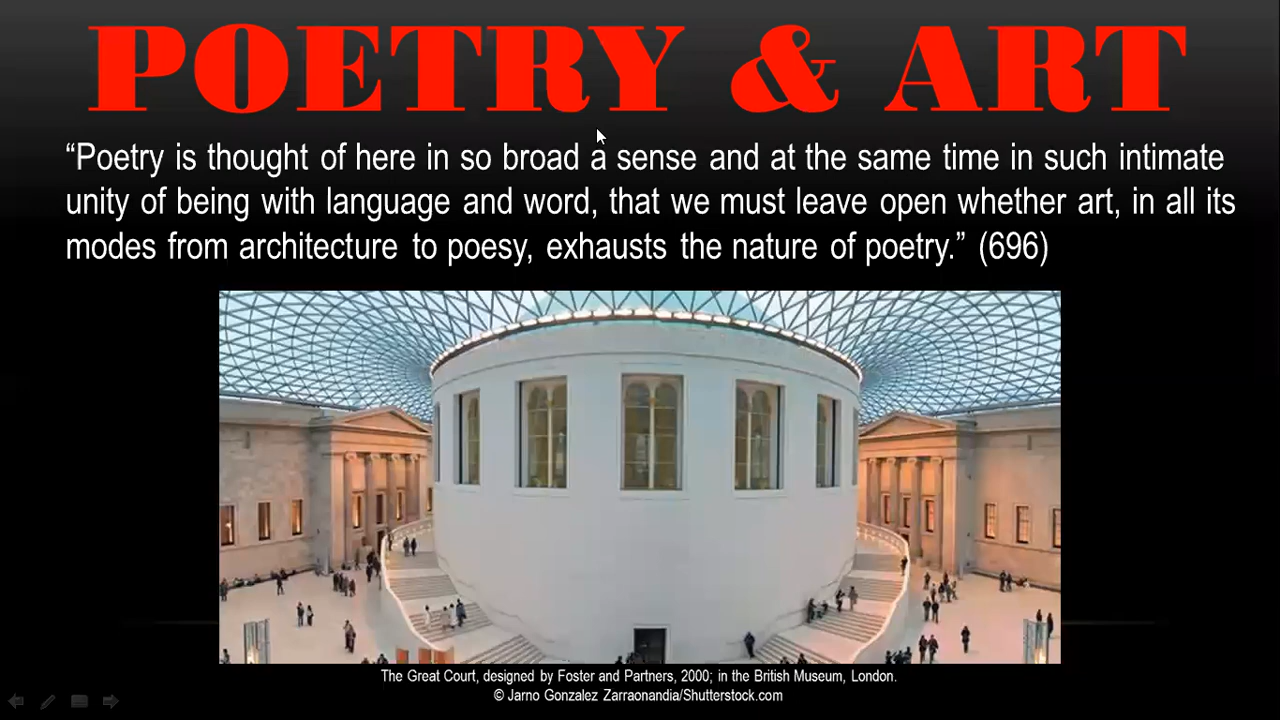 POETRY & ART
“Poetry is thought of here in so broad a sense and at the same time in such intimate
unity of being with language and word, that we must leave open whether art, in all its
modes from architecture to poesy, exhausts the nature of poetry.” (696)
The Great Court, designed by Foster and Partners, 2000; in the British Museum, London.
© Jarno Gonzalez Zarraonandia/Shutterstock.com